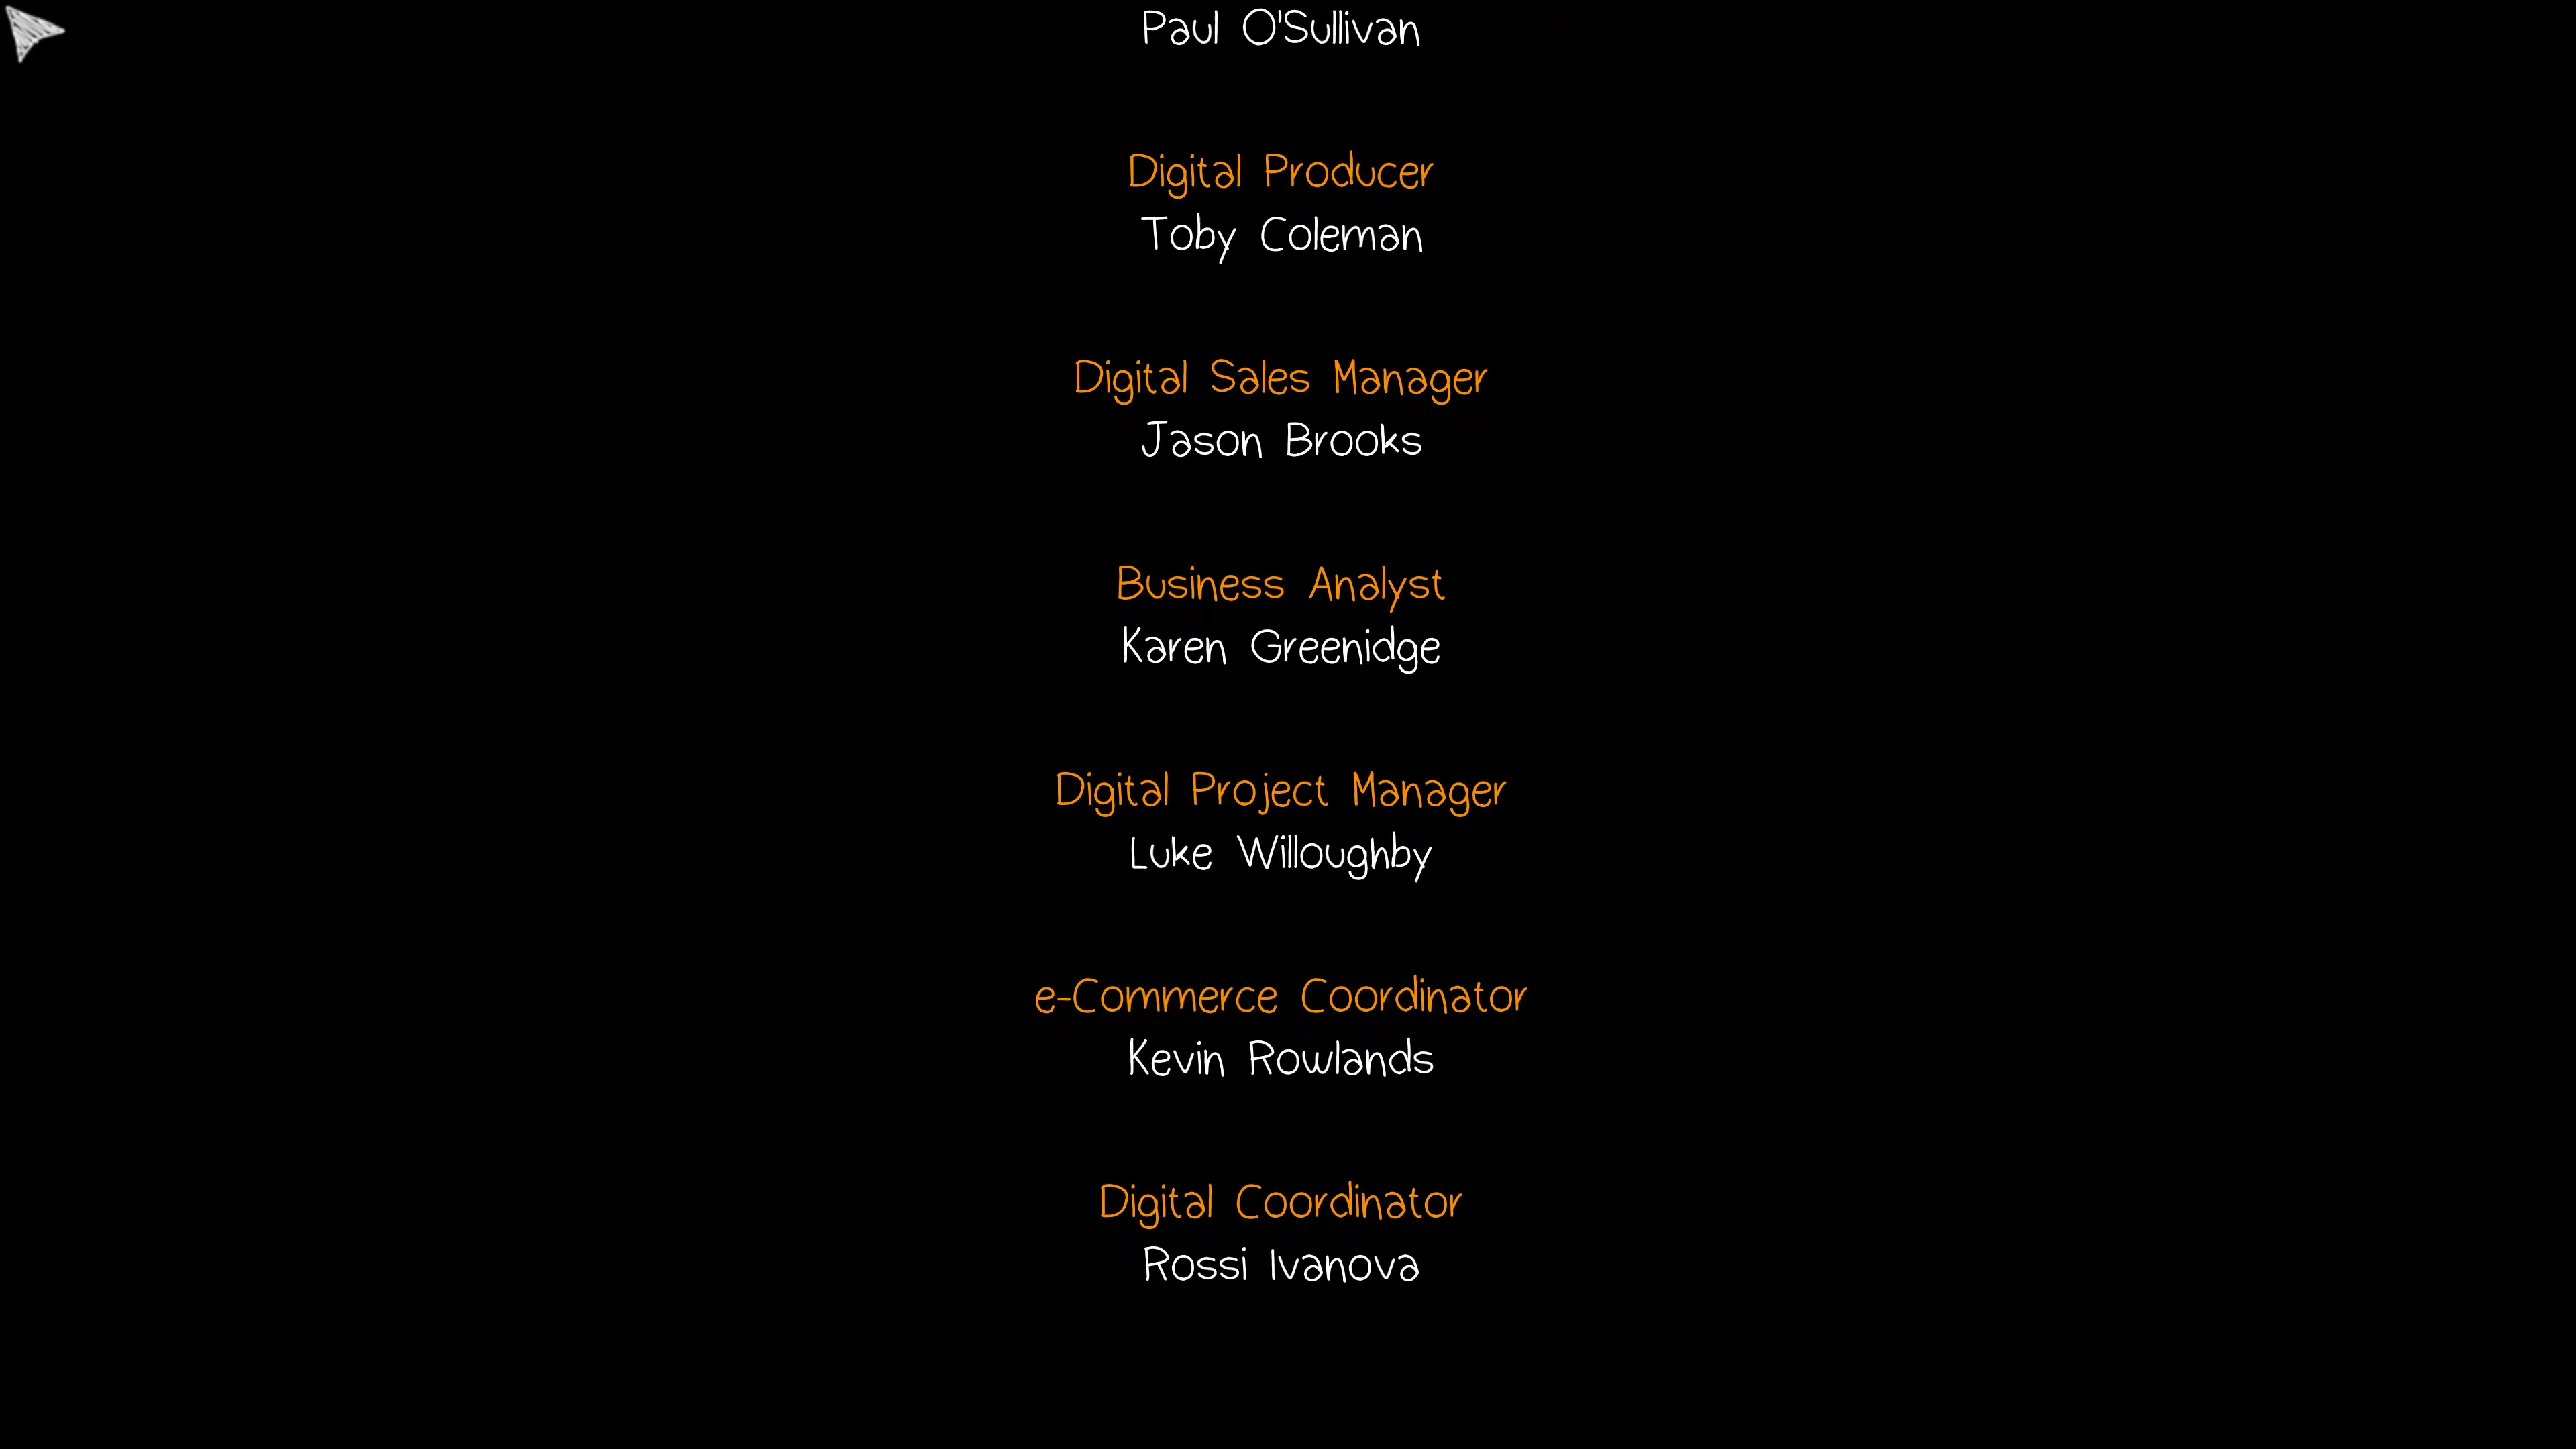 Paul O'Sullivan
Digital Producer
Toby Coleman
Digital Sales Manager
Jason Brooks
Business Analyst
Karen Greenidge
Digital Project Manager
Luke Willoughby
e-Commerce Coordinator
Kevin Rowlands
Digital Coordinator
Rossi Ivanova